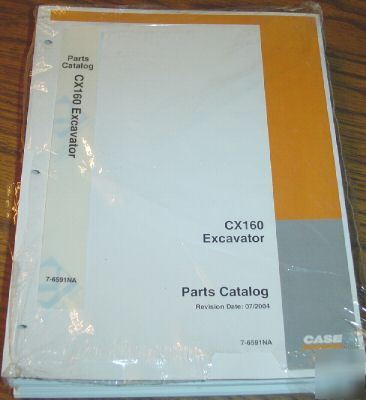 Parts
Catalog
CX160 Excavator
7-6591NA
CX160
Excavator
Parts Catalog
Revision Date: 07/2004
7-6591NA
CASE